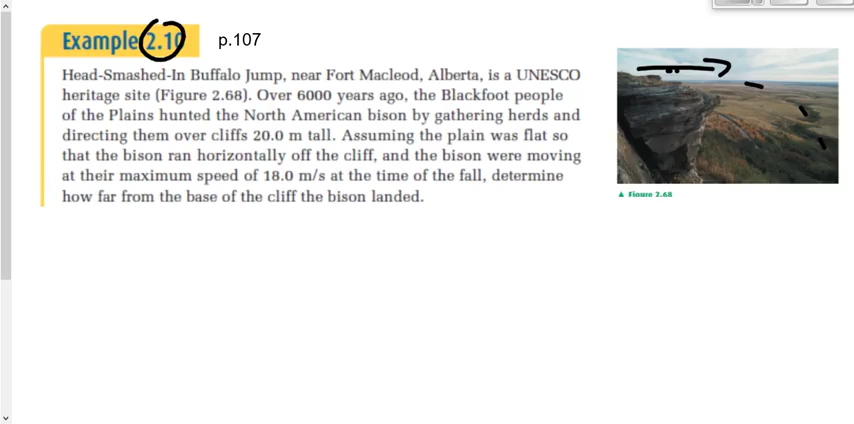 Example 2.10
p.107
Head-Smashed-In Buffalo Jump, near Fort Macleod, Alberta, is a UNESCO
heritage site (Figure 2.68). Over 6000 years ago, the Blackfoot people
of the Plains hunted the North American bison by gathering herds and
directing them over cliffs 20.0 m tall. Assuming the plain was flat so
that the bison ran horizontally off the cliff, and the bison were moving
at their maximum speed of 18.0 m/s at the time of the fall, determine
how far from the base of the cliff the bison landed.
▲ Figure 2.68